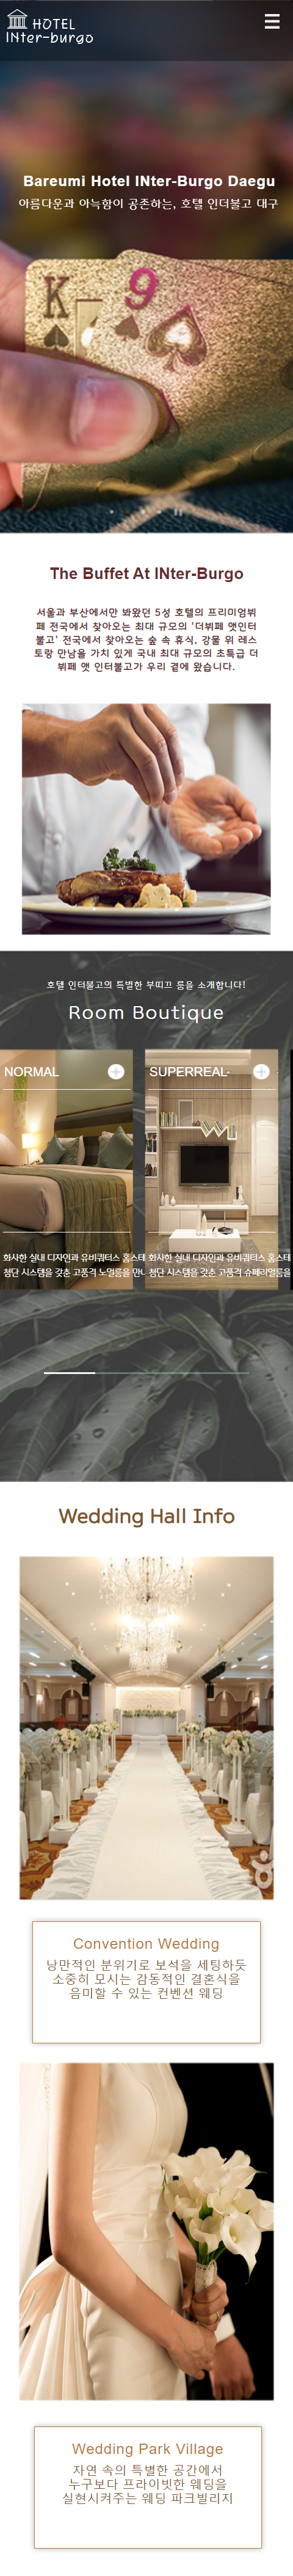 HOTEL
INter-burgo
Bareumi Hotel INter-Burgo Daegu
아름다운과 아늑함이 공존하는, 호텔 인더불고 대구
K
9
The Buffet At INter-Burgo
서울과 부산에서만 봐왔던 5성 호텔의 프리미엄뷔
페 전국에서 찾아오는 최대 규모의 '더뷔페 앳인터
불고' 전국에서 찾아오는 숲 속 휴식, 강물 위 레스
토랑 만남을 가치 있게 국내 최대 규모의 초특급 더
뷔페 앳 인터불고가 우리 곁에 왔습니다.
호텔 인터불고의 특별한 부띠끄 룸을 소개합니다!
Room Boutique
NORMAL
SUPERREAL
화사한 실내 디자인과 유비쿼터스 홈스테
첨단 시스템을 갖춘 고품격 노멀룸을 만나
화사한 실내 디자인과 유비쿼터스 홈스테
첨단 시스템을 갖춘 고품격 슈페리얼룸을
Wedding Hall Info
Convention Wedding
낭만적인 분위기로 보석을 세팅하듯
소중히 모시는 감동적인 결혼식을
음미할 수 있는 컨벤션 웨딩
Wedding Park Village
자연 속의 특별한 공간에서
누구보다 프라이빗한 웨딩을
실현시켜주는 웨딩 파크빌리지